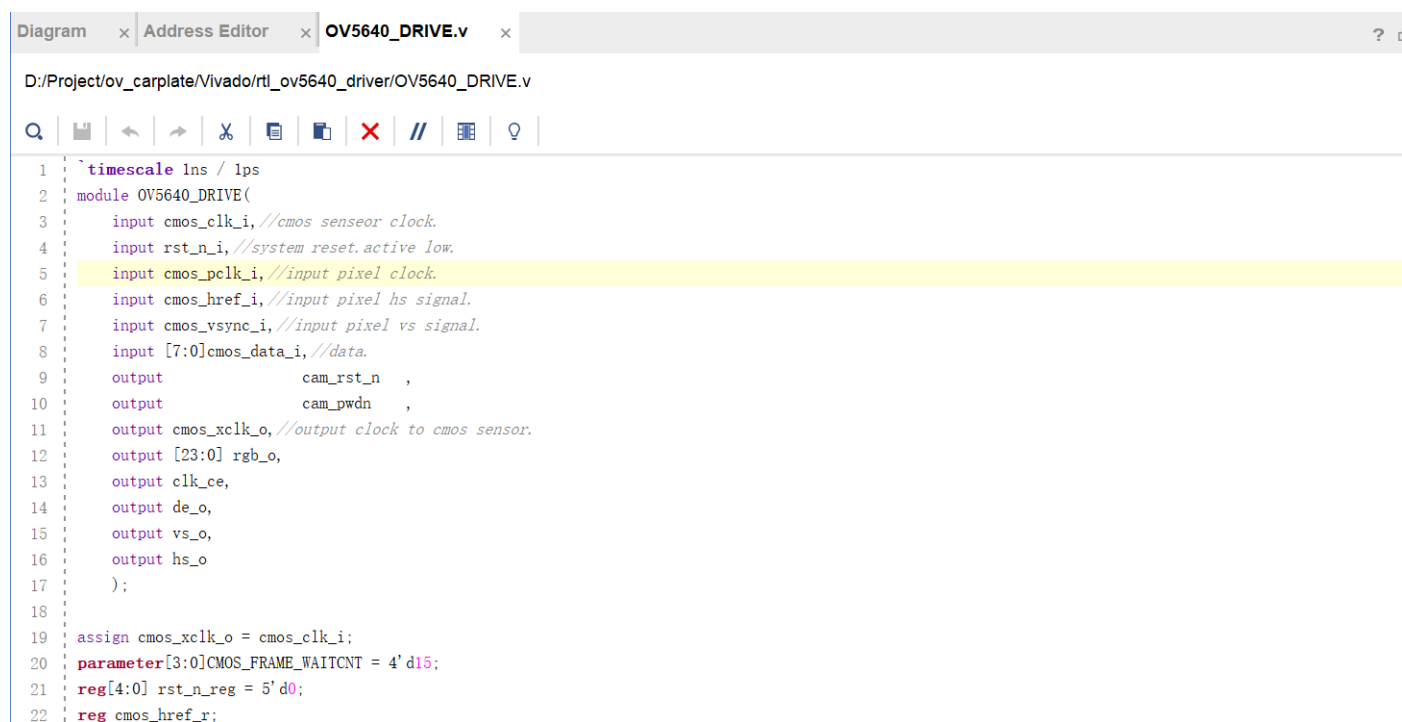 Diagram × Address Editor × OV5640_DRIVE.v × ?
D:/Project/ov_carplate/Vivado/rtl_ov5640_driver/OV5640_DRIVE.v
1 `timescale 1ns / 1ps
2 module OV5640_DRIVE(
3 input cmos_clk_i,//cmos senseor clock.
4 input rst_n_i,//system reset.active low.
5 input cmos_pclk_i,//input pixel clock.
6 input cmos_href_i,//input pixel hs signal.
7 input cmos_vsync_i,//input pixel vs signal.
8 input [7:0]cmos_data_i,//data.
9 output cam_rst_n ,
10 output cam_pwdn ,
11 output cmos_xclk_o,//output clock to cmos sensor.
12 output [23:0] rgb_o,
13 output clk_ce,
14 output de_o,
15 output vs_o,
16 output hs_o
17 );
18
19 assign cmos_xclk_o = cmos_clk_i;
20 parameter[3:0]CMOS_FRAME_WAITCNT = 4'd15;
21 reg[4:0] rst_n_reg = 5'd0;
22 reg cmos_href_r;